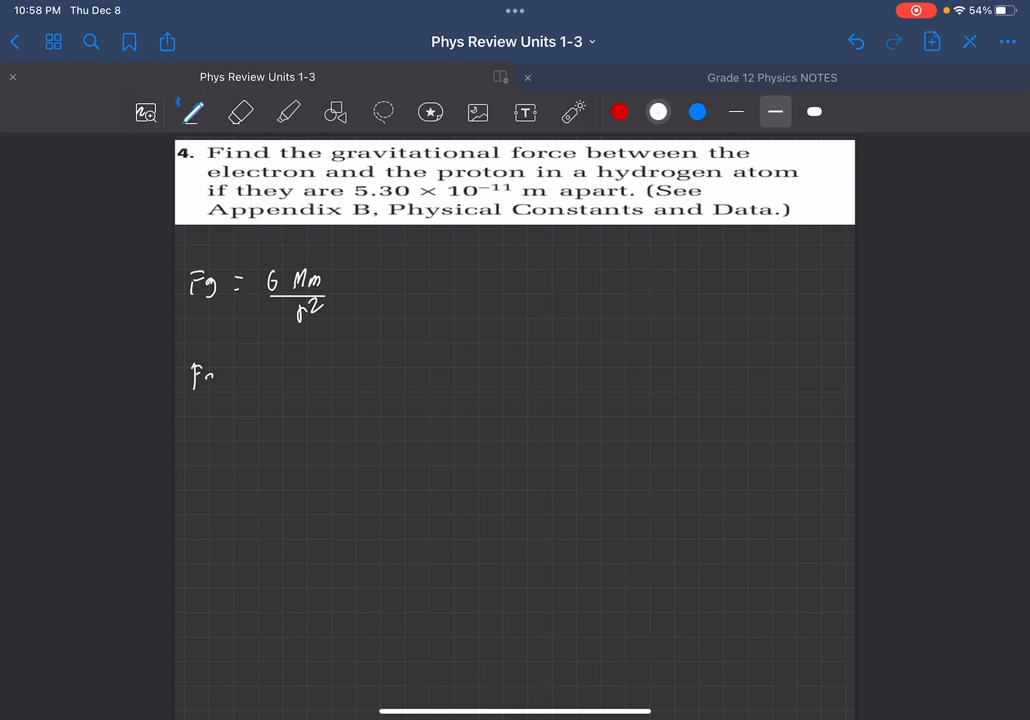 10:58 PM Thu Dec 8
54%
Phys Review Units 1-3
Phys Review Units 1-3
Grade 12 Physics NOTES
T
4. Find the gravitational force between the
electron and the proton in a hydrogen atom
if they are 5.30 × 10⁻¹¹ m apart. (See
Appendix B, Physical Constants and Data.)
Fg = G Mm
r²